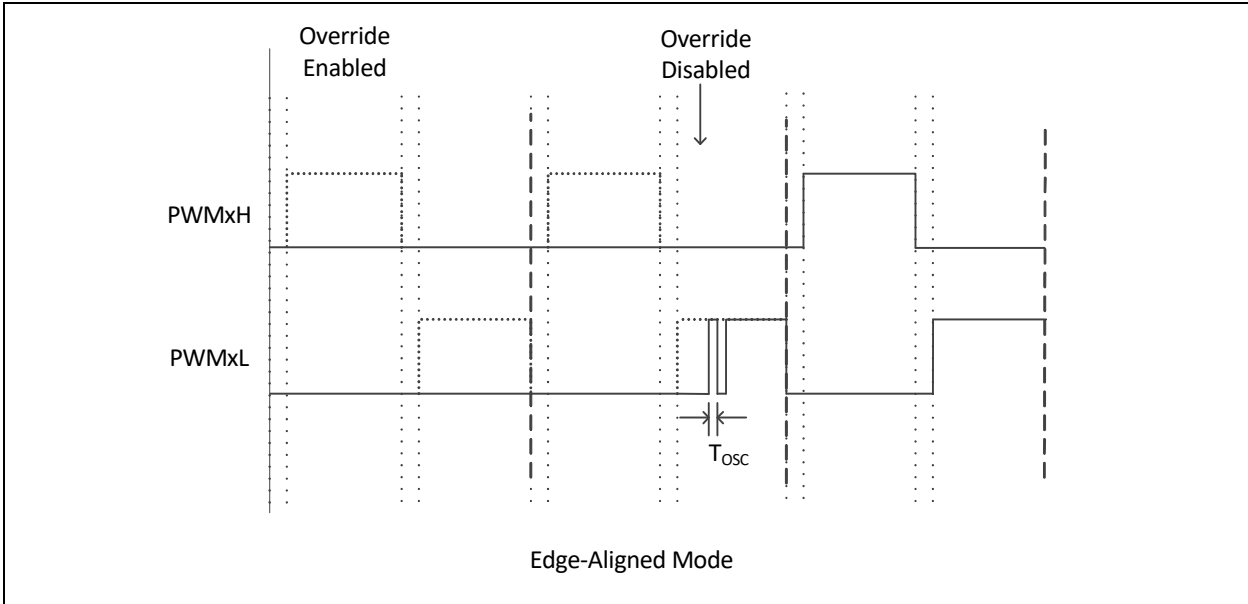 Override
Enabled
Override
Disabled
PWMxH
PWMxL
TOSC
Edge-Aligned Mode